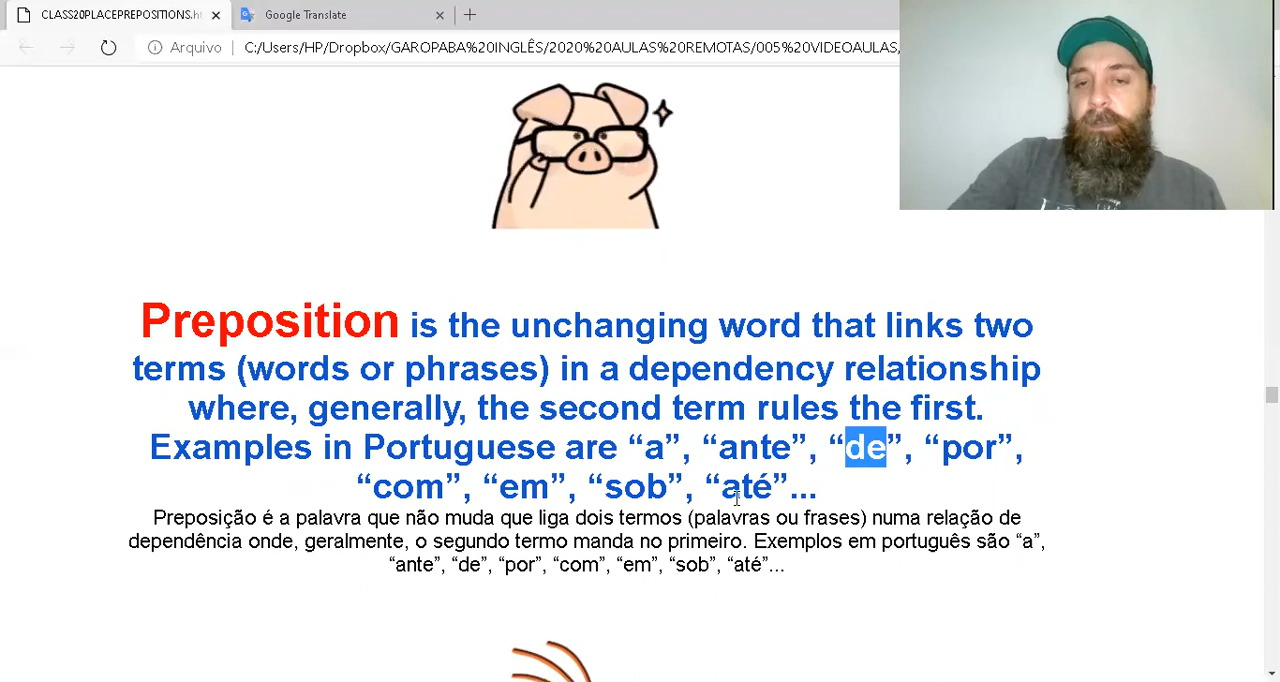 CLASS20PLACEPREPOSITIONS.h
Google Translate
Arquivo
C:/Users/HP/Dropbox/GAROPABA%20INGLÊS/2020%20AULAS%20REMOTAS/005%20VIDEOAULAS,
Preposition is the unchanging word that links two
terms (words or phrases) in a dependency relationship
where, generally, the second term rules the first.
Examples in Portuguese are “a”, “ante”, “de”, “por”,
“com”, “em”, “sob”, “até”...
Preposição é a palavra que não muda que liga dois termos (palavras ou frases) numa relação de
dependência onde, geralmente, o segundo termo manda no primeiro. Exemplos em português são “a”,
“ante”, “de”, “por”, “com”, “em”, “sob”, “até”...